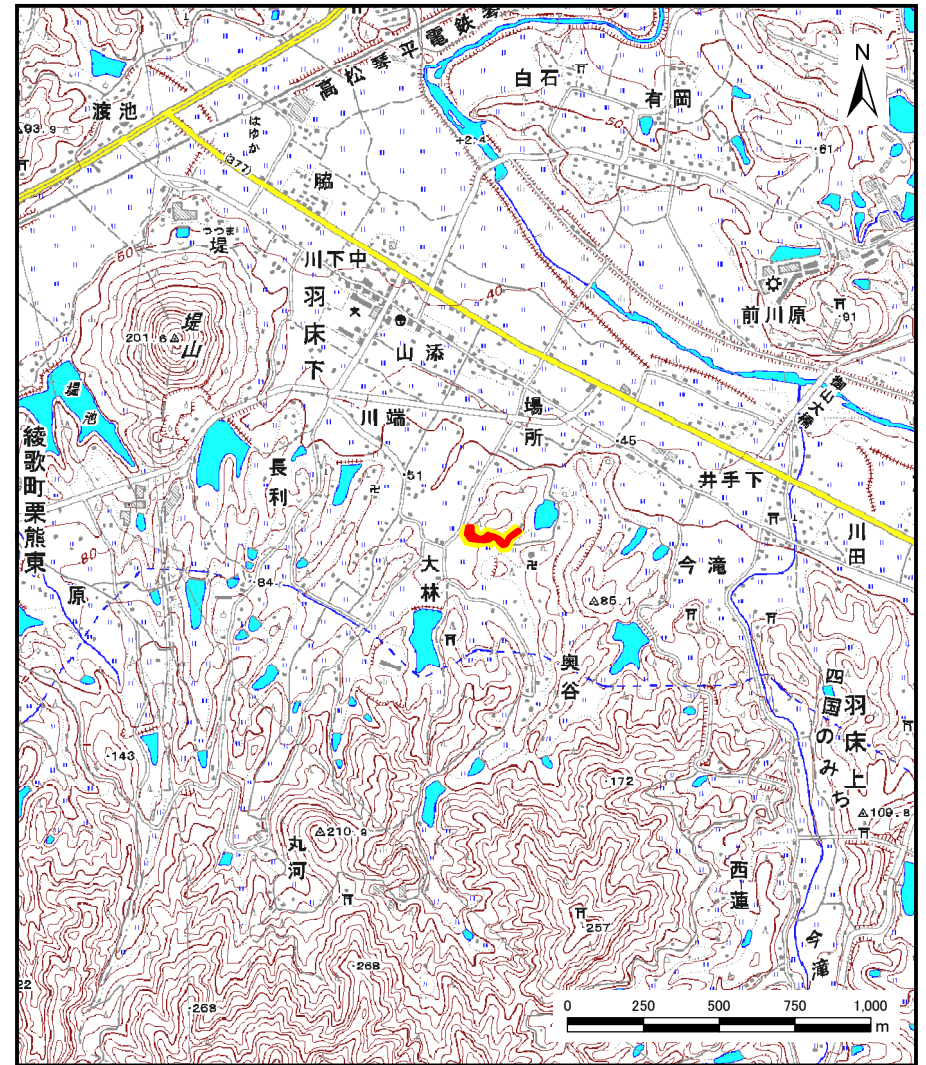 高松琴平電鉄琴
白石
有岡
N
渡池
93.9
はゆか
(377)
+2.4
50
61
脇
つつみ
堤
50
川下中
40
羽床下
前川原
91
201.6
堤山
山添
堤池
川端
場所
45
綾歌町栗熊東
長利
51
井手下
川田
大林
今滝
84
85.1
原
奥谷
四国のみち
羽床上
143
172
109.8
210.8
丸河
西蓮
257
今滝
268
268
22
0 250 500 750 1,000
m